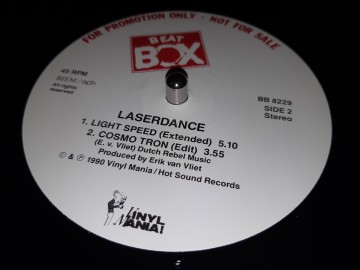 FOR PROMOTION ONLY - NOT FOR SALE
BEAT
BOX
45 RPM
BIEM/ncb
All rights
reserved
BB 8229
SIDE 2
Stereo
LASERDANCE
1. LIGHT SPEED (Extended) 5.10
2. COSMO TRON (Edit) 3.55
(E. v. Vliet) Dutch Rebel Music
Produced by Erik van Vliet
© & ℗ 1990 Vinyl Mania / Hot Sound Records
VINYL
MANIA!